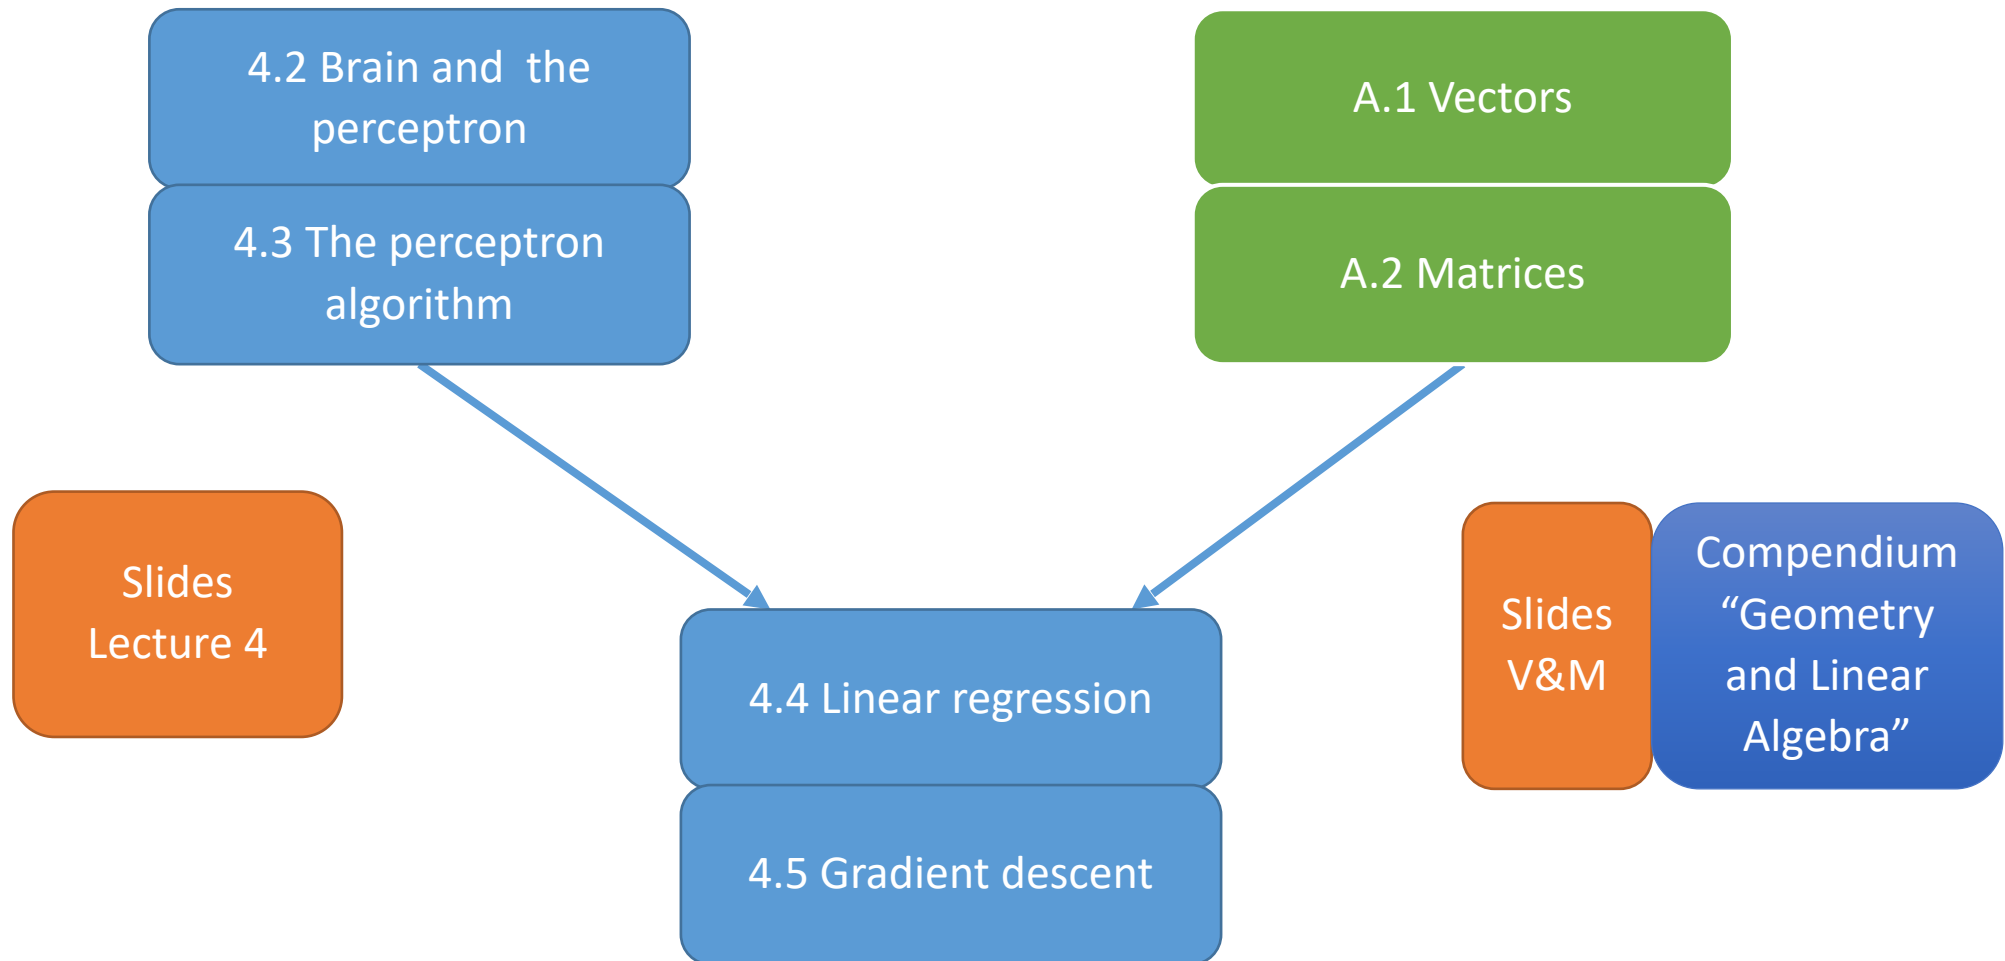 4.2 Brain and  the
perceptron
4.3 The perceptron
algorithm
A.1 Vectors
A.2 Matrices
Slides
Lecture 4
4.4 Linear regression
4.5 Gradient descent
Slides
V&M
Compendium
“Geometry
and Linear
Algebra”